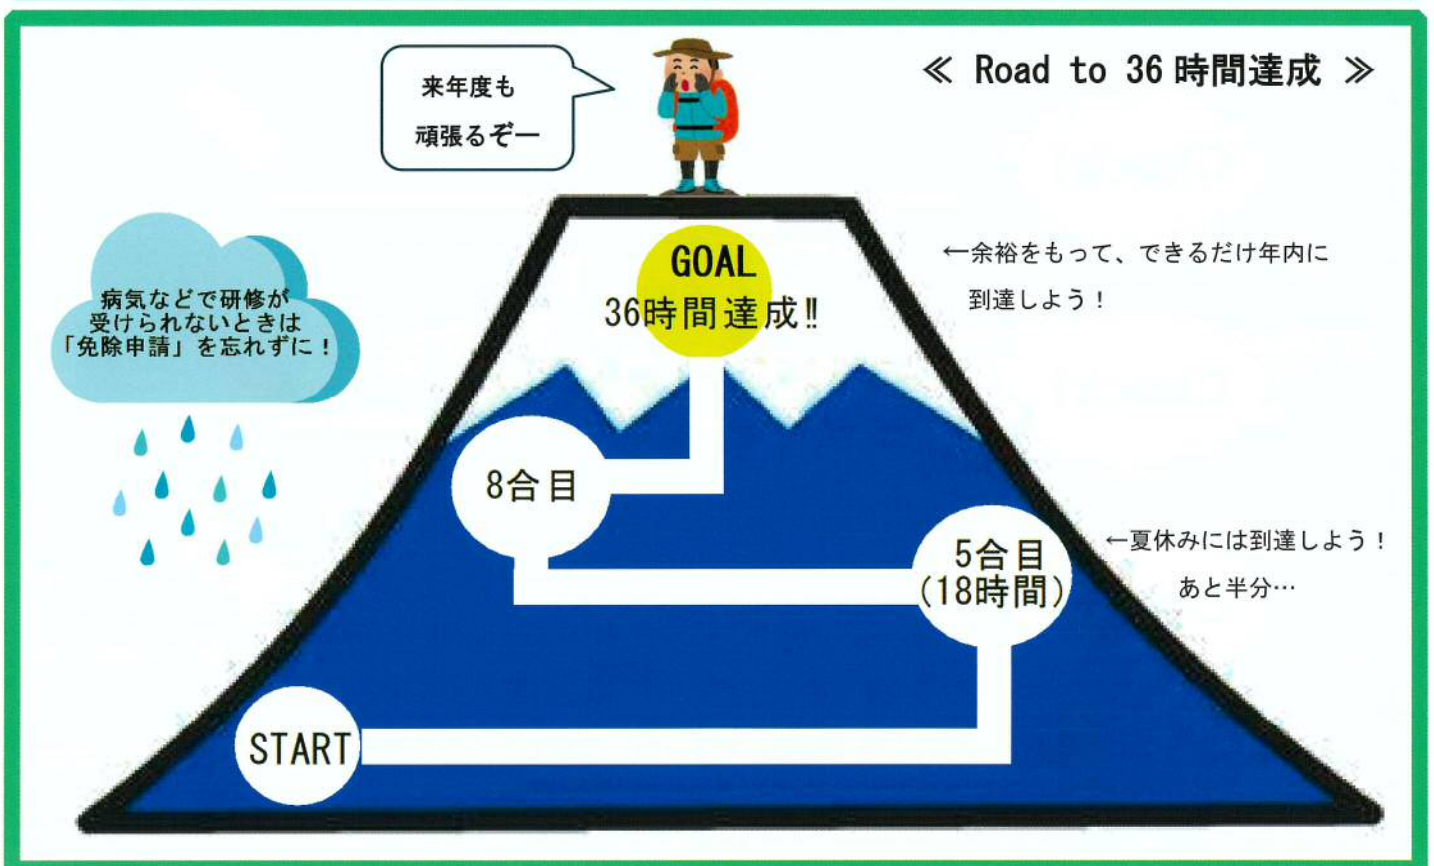 ≪ Road to 36 時間達成 ≫
来年度も
頑張るぞー
←余裕をもって、できるだけ年内に
到達しよう！
GOAL
36時間達成‼
病気などで研修が
受けられないときは
「免除申請」を忘れずに！
8合目
←夏休みには到達しよう！
あと半分…
5合目
(18時間)
START